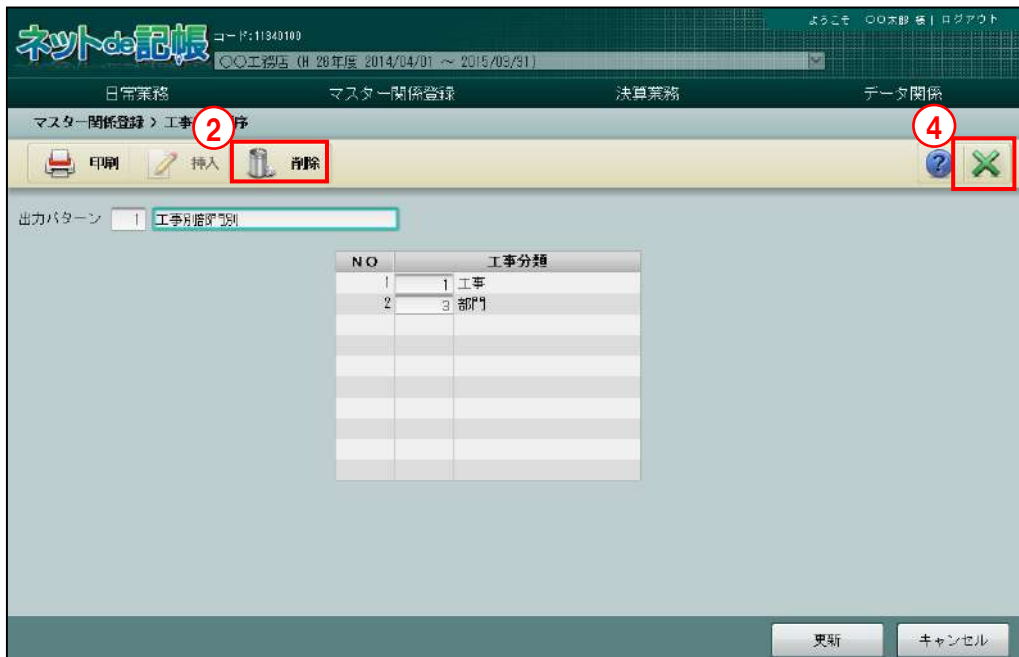 ようこそ 〇〇太郎 様 | ログアウト
ネットde記帳 コード:11340100
〇〇工務店 (H 28年度 2014/04/01 ～ 2015/03/31)
日常業務 マスター関係登録 決算業務 データ関係
マスター関係登録 > 工事 序
② ④
印刷 挿入 削除 ?
出力パターン 1 工事別部門別
NO 工事分類
1 1 工事
2 3 部門
更新 キャンセル